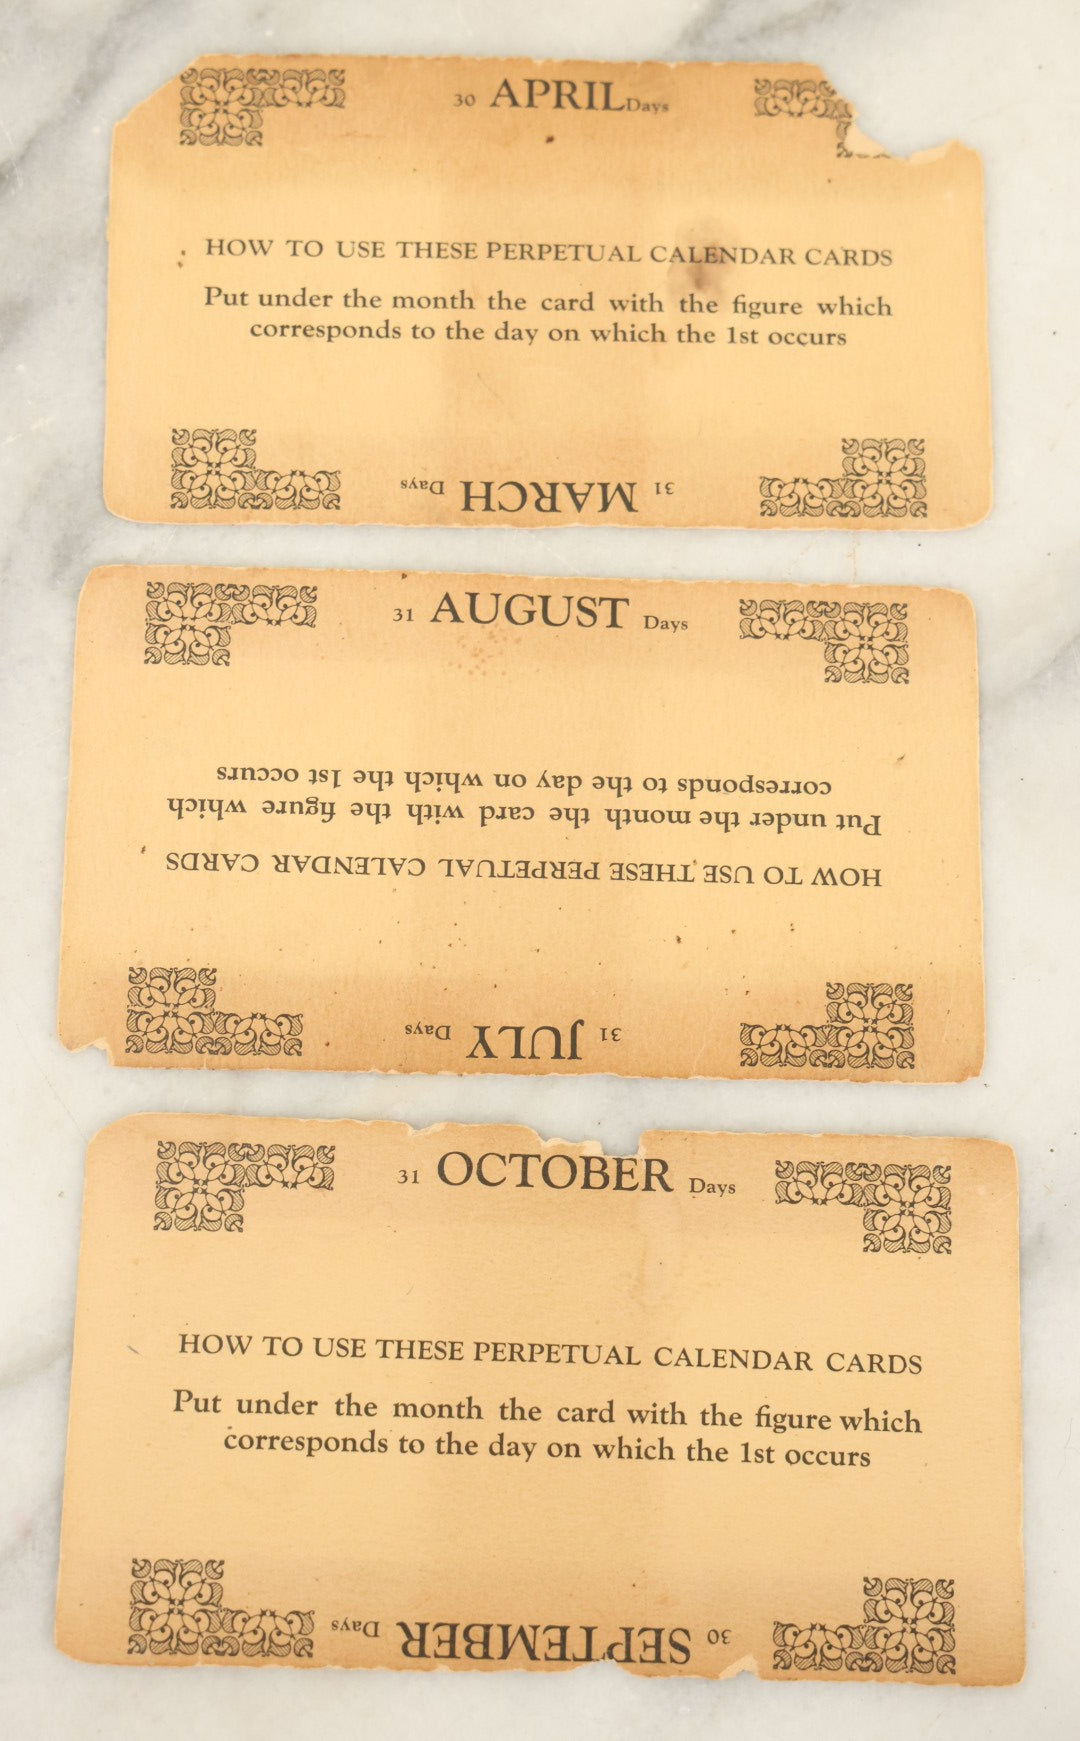 30 APRIL Days
HOW TO USE THESE PERPETUAL CALENDAR CARDS
Put under the month the card with the figure which
corresponds to the day on which the 1st occurs
31 MARCH Days
31 AUGUST Days
HOW TO USE THESE PERPETUAL CALENDAR CARDS
Put under the month the card with the figure which
corresponds to the day on which the 1st occurs
31 JULY Days
31 OCTOBER Days
HOW TO USE THESE PERPETUAL CALENDAR CARDS
Put under the month the card with the figure which
corresponds to the day on which the 1st occurs
30 SEPTEMBER Days